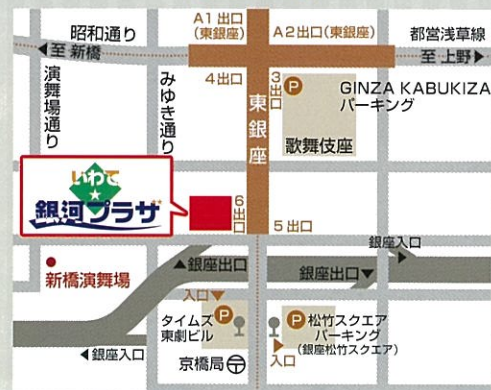 A1出口
(東銀座)
A2出口(東銀座)
昭和通り
都営浅草線
◀至 新橋
至 上野▶
演舞場通り
みゆき通り
4出口
3出口
東銀座
P
GINZA KABUKIZA
パーキング
歌舞伎座
いわて
銀河プラザ
6出口
5出口
新橋演舞場
▲銀座出口
銀座入口
銀座出口▼
入口▼
タイムズ
東劇ビル
P
P
松竹スクエア
パーキング
(銀座松竹スクエア)
入口
◀銀座入口
京橋局